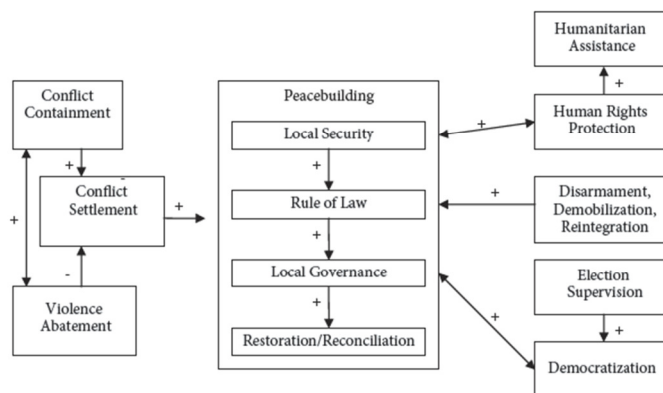 Humanitarian
Assistance
+
Conflict
Containment
Peacebuilding
Human Rights
Protection
+
Local Security
+
+
-
Conflict
Settlement
+
+
Rule of Law
+
Disarmament,
Demobilization,
Reintegration
+
+
-
Local Governance
Election
Supervision
Violence
Abatement
+
+
+
Restoration/Reconciliation
Democratization